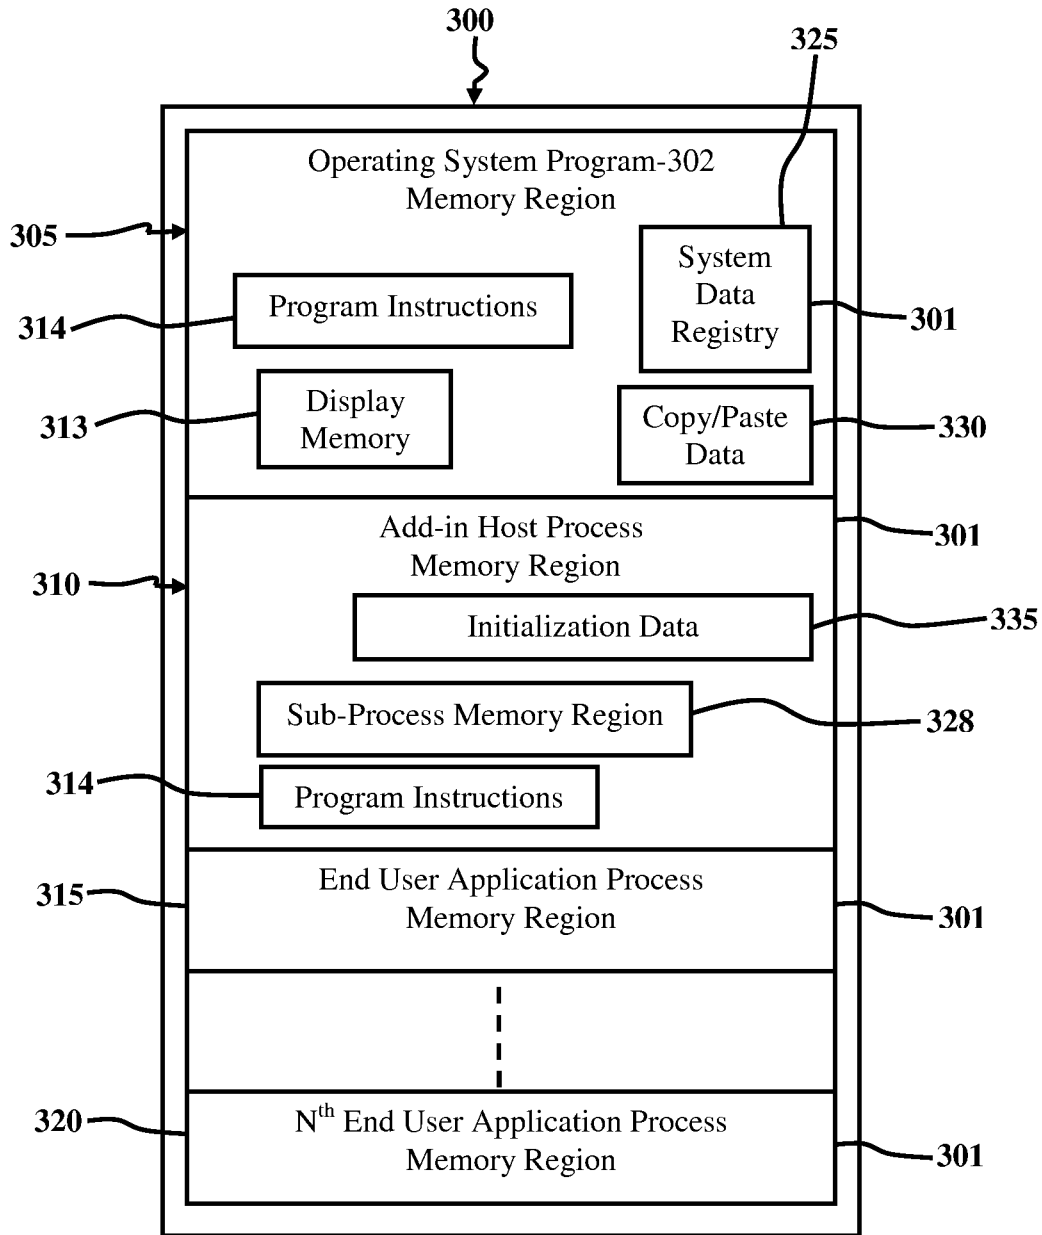 300
325
Operating System Program-302
Memory Region
305
System
Data
Registry
Program Instructions
314
301
Display
Memory
313
Copy/Paste
Data
330
Add-in Host Process
Memory Region
301
310
Initialization Data
335
Sub-Process Memory Region
328
314
Program Instructions
End User Application Process
Memory Region
315
301
320
Nth End User Application Process
Memory Region
301